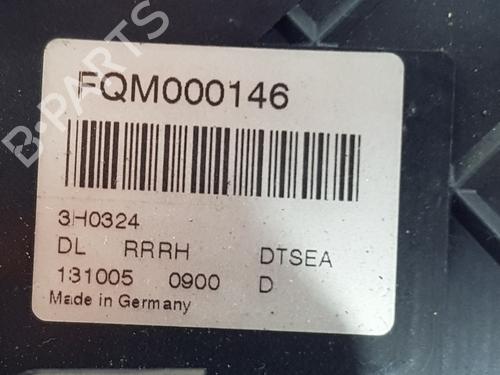 B-PARTS
FQM000146
3H0324
DL RRRH DTSEA
131005 0900 D
Made in Germany